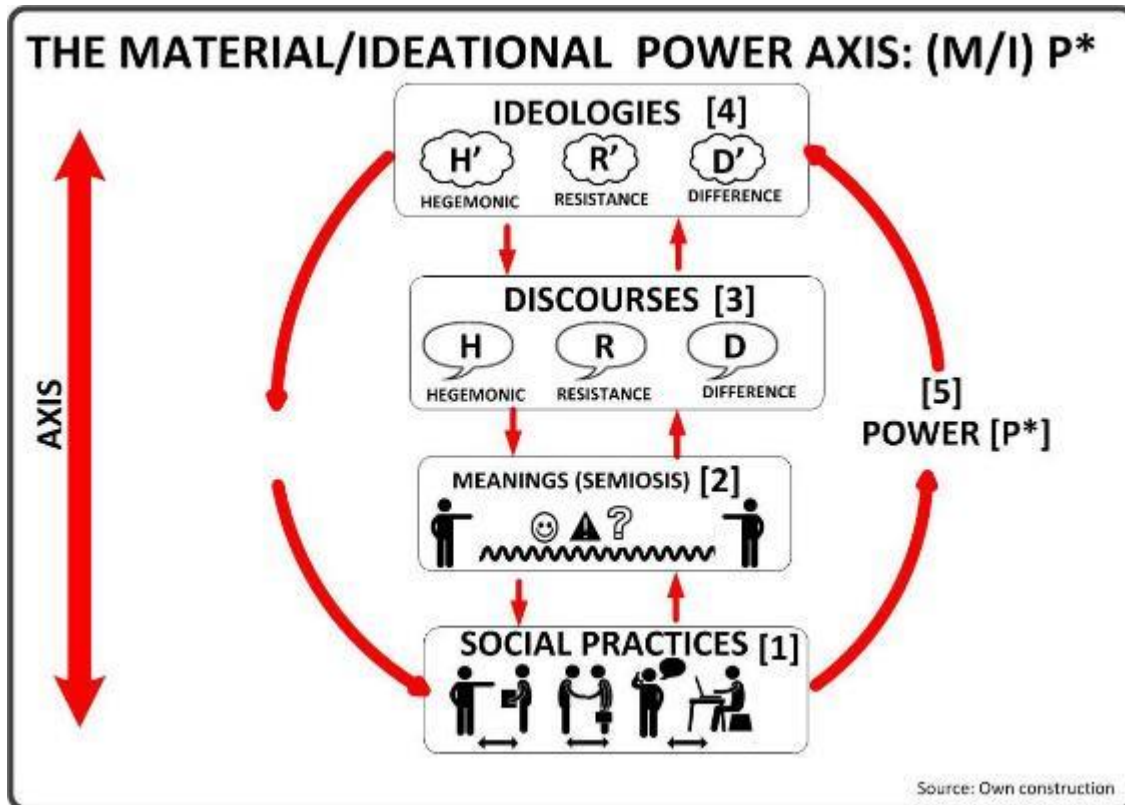 THE MATERIAL/IDEATIONAL POWER AXIS: (M/I) P*
IDEOLOGIES [4]
H' R' D'
HEGEMONIC RESISTANCE DIFFERENCE
DISCOURSES [3]
H R D
HEGEMONIC RESISTANCE DIFFERENCE
AXIS
[5]
POWER [P*]
MEANINGS (SEMIOSIS) [2]
?
SOCIAL PRACTICES [1]
Source: Own construction